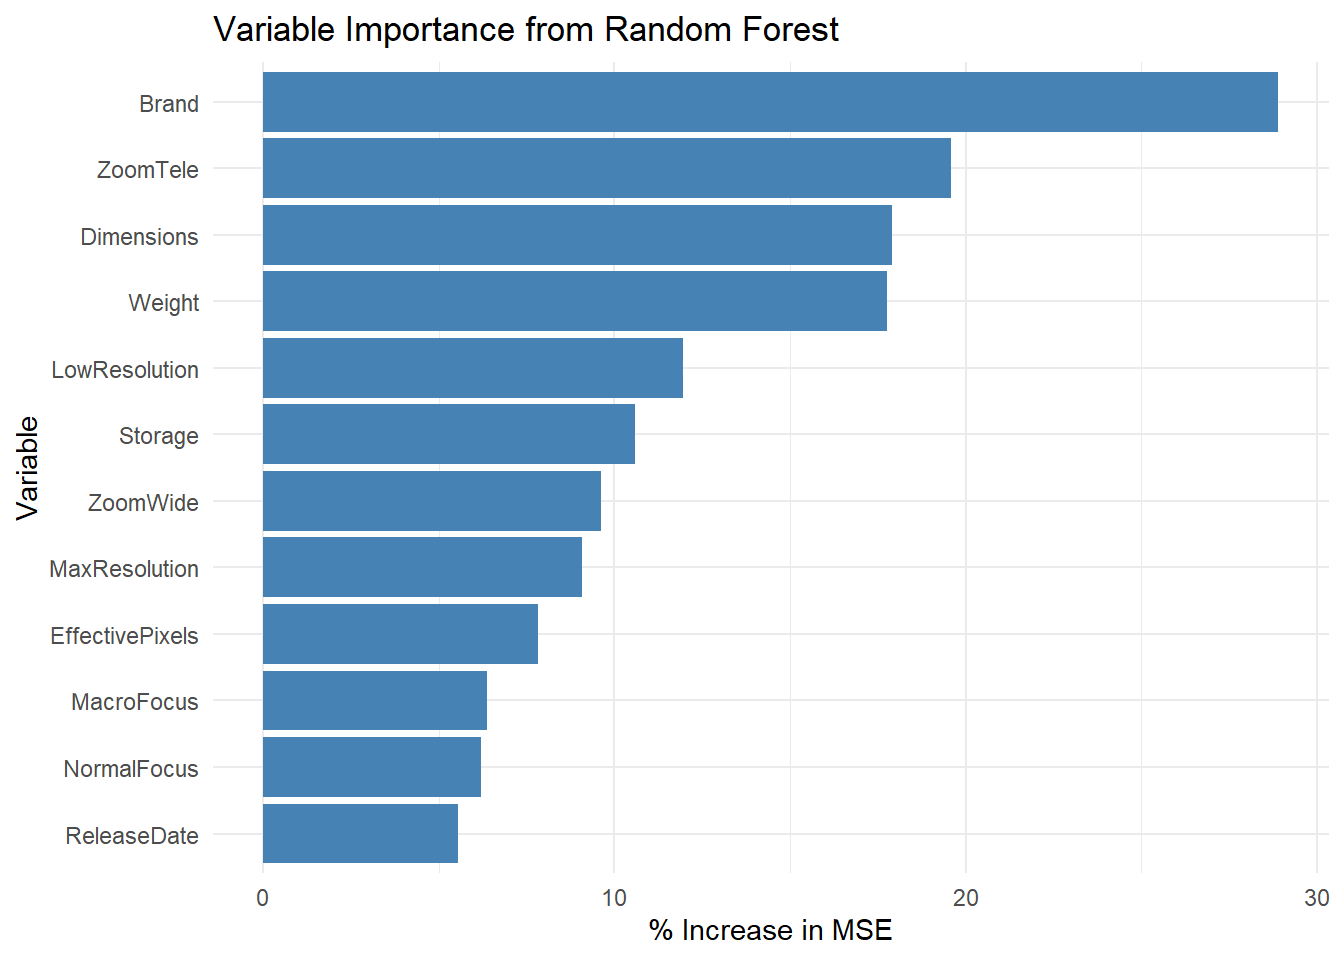 Variable Importance from Random Forest
Variable
Brand
ZoomTele
Dimensions
Weight
LowResolution
Storage
ZoomWide
MaxResolution
EffectivePixels
MacroFocus
NormalFocus
ReleaseDate
0 10 20 30
% Increase in MSE